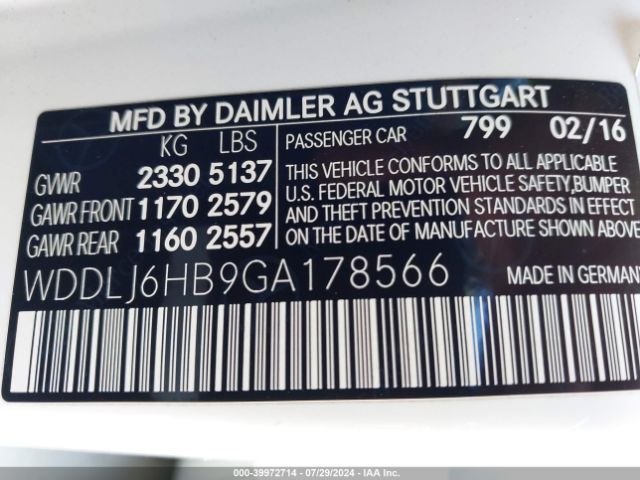 MFD BY DAIMLER AG STUTTGART
KG LBS
GVWR 2330 5137
GAWR FRONT 1170 2579
GAWR REAR 1160 2557
PASSENGER CAR 799 02/16
THIS VEHICLE CONFORMS TO ALL APPLICABLE
U.S. FEDERAL MOTOR VEHICLE SAFETY,BUMPER
AND THEFT PREVENTION STANDARDS IN EFFECT
ON DATE OF MANUFACTURE SHOWN ABOVE
WDDLJ6HB9GA178566 MADE IN GERMANY
000-39972714 - 07/29/2024 - IAA, Inc.